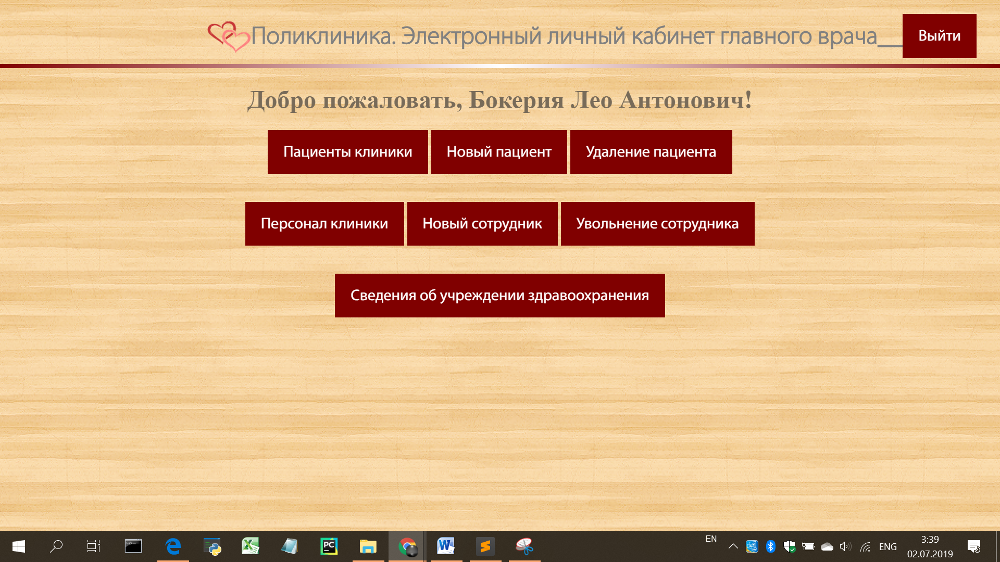 Поликлиника. Электронный личный кабинет главного врача__
Выйти
Добро пожаловать, Бокерия Лео Антонович!
Пациенты клиники Новый пациент Удаление пациента
Персонал клиники Новый сотрудник Увольнение сотрудника
Сведения об учреждении здравоохранения
EN
ENG
3:39
02.07.2019